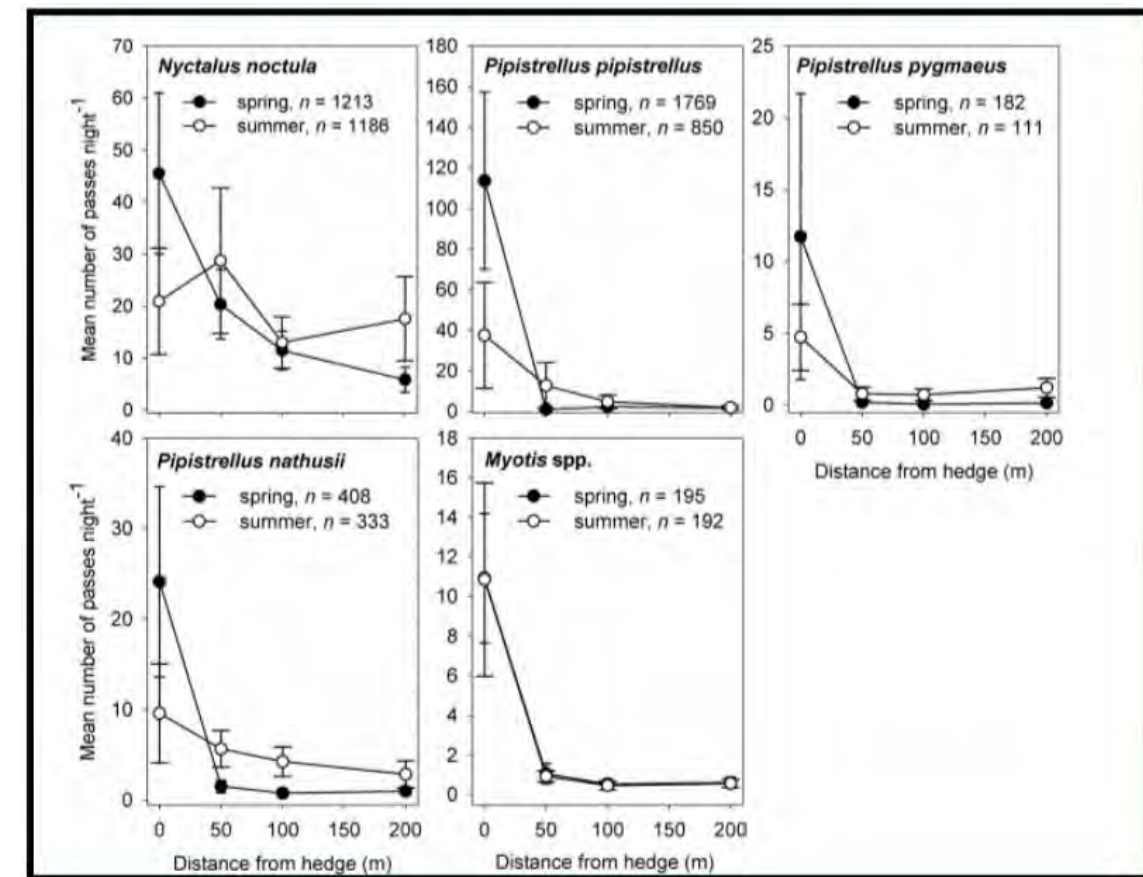 Nyctalus noctula
spring, n = 1213
summer, n = 1186
70
60
50
40
30
20
10
0
Mean number of passes night⁻¹
Pipistrellus pipistrellus
spring, n = 1769
summer, n = 850
180
160
140
120
100
80
60
40
20
0
Pipistrellus pygmaeus
spring, n = 182
summer, n = 111
25
20
15
10
5
0
0 50 100 150 200
Distance from hedge (m)
Pipistrellus nathusii
spring, n = 408
summer, n = 333
40
30
20
10
0
Mean number of passes night⁻¹
0 50 100 150 200
Distance from hedge (m)
Myotis spp.
spring, n = 195
summer, n = 192
18
16
14
12
10
8
6
4
2
0
0 50 100 150 200
Distance from hedge (m)